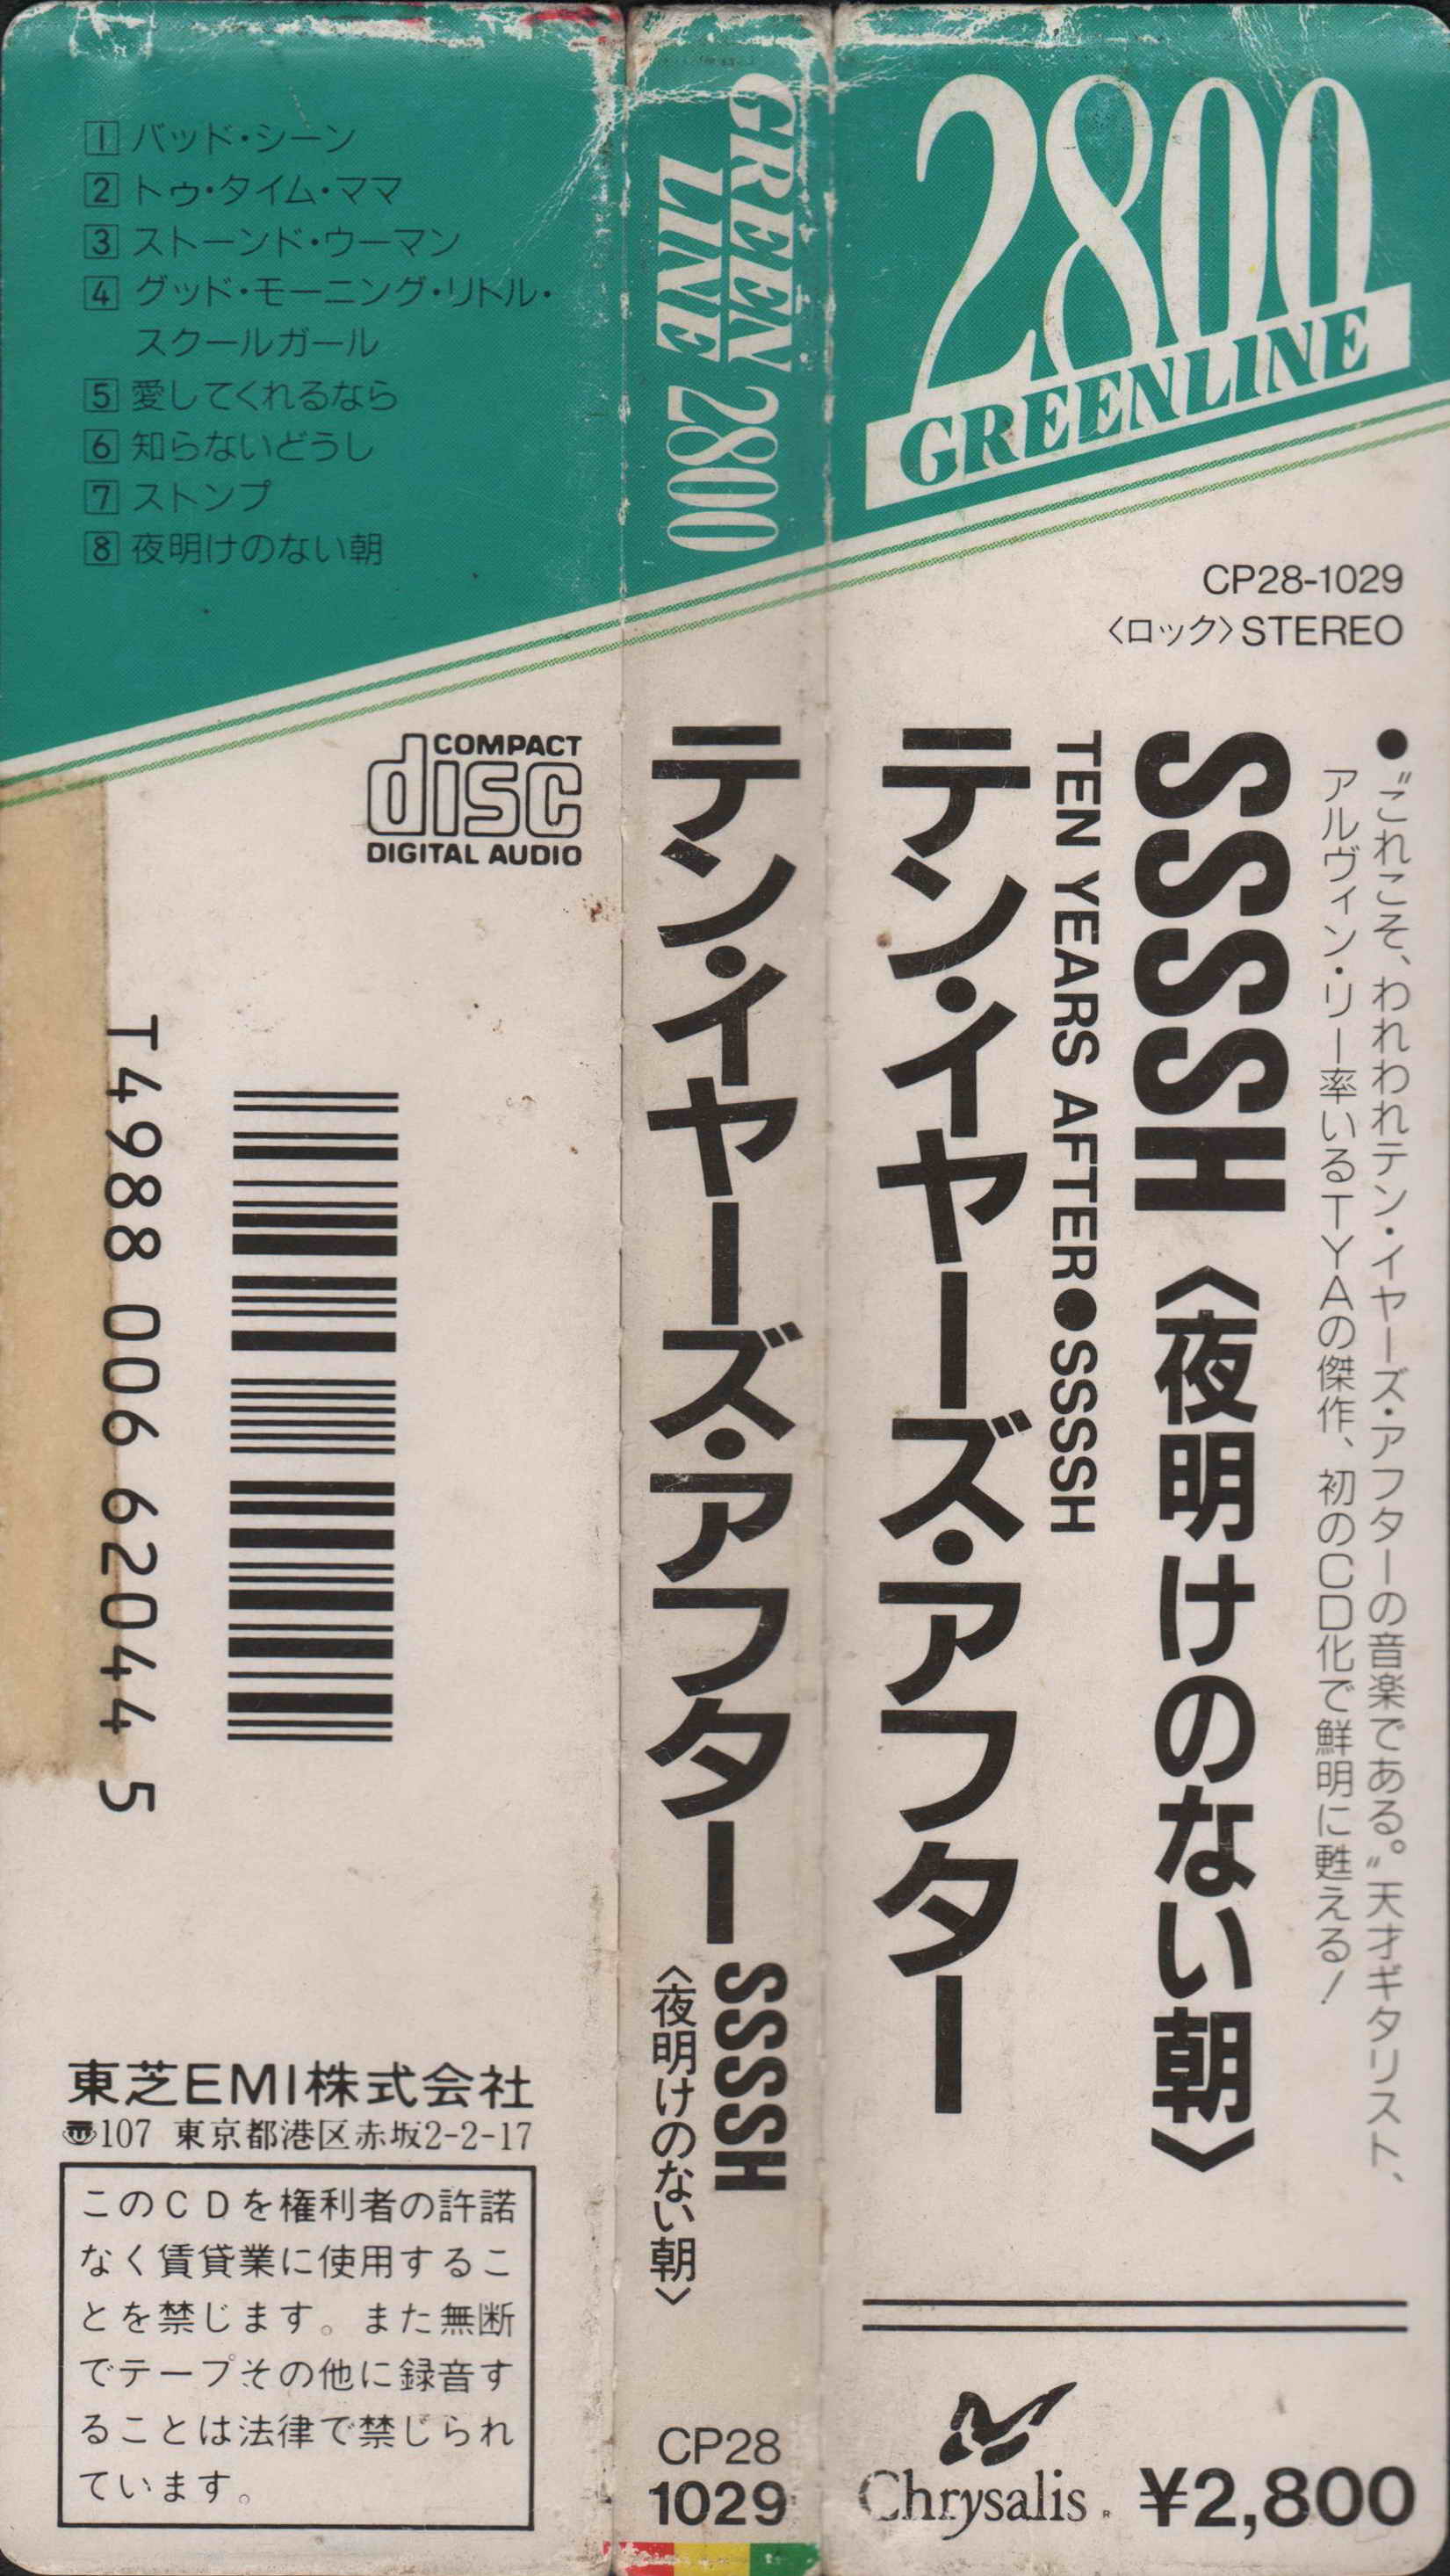 1 バッド・シーン
2 トゥ・タイム・ママ
3 ストーンド・ウーマン
4 グッド・モーニング・リトル・
スクールガール
5 愛してくれるなら
6 知らないどうし
7 ストンプ
8 夜明けのない朝
COMPACT
disc
DIGITAL AUDIO
T4988 006 62044 5
東芝EMI株式会社
〠107 東京都港区赤坂2-2-17
このＣＤを権利者の許諾
なく賃貸業に使用するこ
とを禁じます。また無断
でテープその他に録音す
ることは法律で禁じられ
ています。
GREEN
LINE
2800
テン・イヤーズ・アフター
SSSSH
〈夜明けのない朝〉
CP28
1029
2800
GREENLINE
CP28-1029
〈ロック〉STEREO
●〝これこそ、われわれテン・イヤーズ・アフターの音楽である。〟天才ギタリスト、
アルヴィン・リー率いるTYAの傑作、初のCD化で鮮明に甦える！
SSSSH〈夜明けのない朝〉
TEN YEARS AFTER●SSSSH
テン・イヤーズ・アフター
Chrysalis®
¥2,800